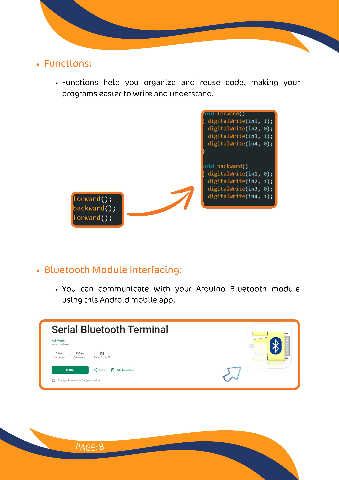 • Functions:
• Functions help you organize and reuse code, making your
programs easier to write and understand.
void forward()
{ digitalWrite(in1, 1);
digitalWrite(in2, 0);
digitalWrite(in3, 1);
digitalWrite(in4, 0);
}
void backward()
{ digitalWrite(in1, 0);
digitalWrite(in2, 1);
digitalWrite(in3, 0);
digitalWrite(in4, 1);
forward();
backward();
forward();
• Bluetooth Module Interfacing:
• You can communicate with your Arduino Bluetooth module
using this Android mobile app.
Serial Bluetooth Terminal
PAGE: 8